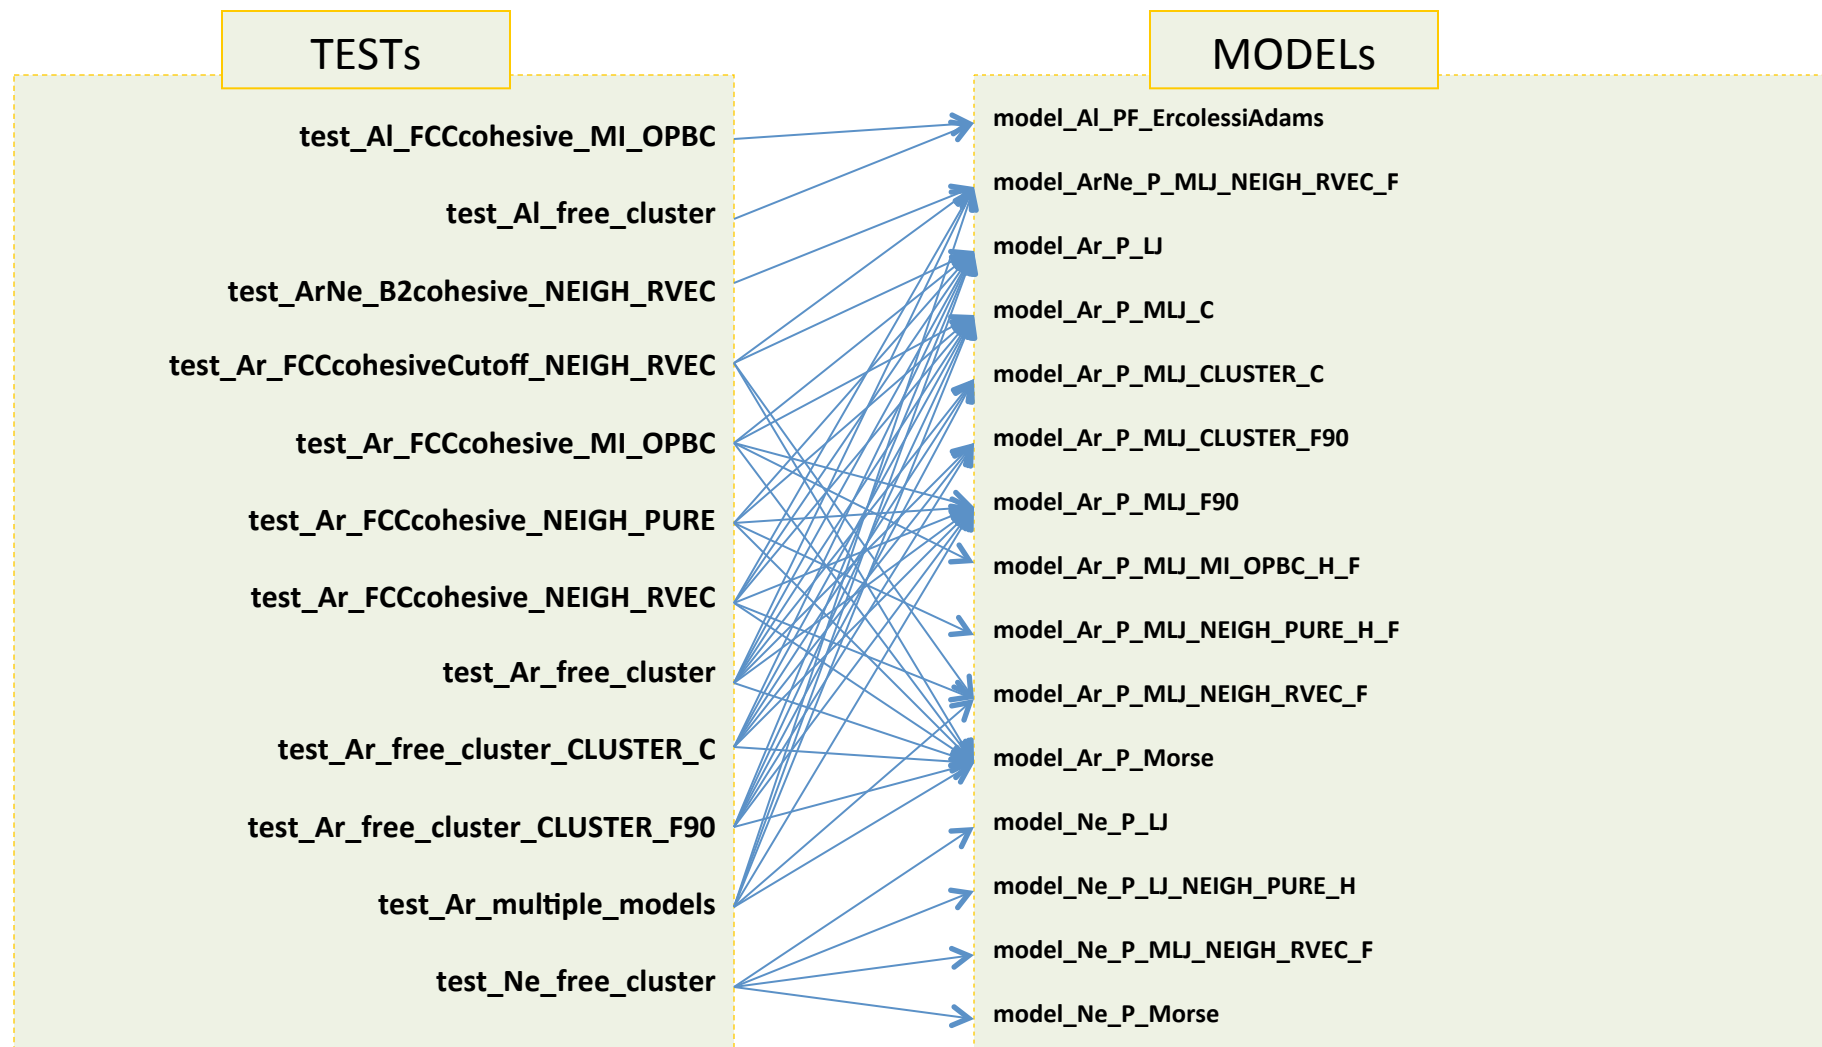 TESTs
test_Al_FCCcohesive_MI_OPBC
test_Al_free_cluster
test_ArNe_B2cohesive_NEIGH_RVEC
test_Ar_FCCcohesiveCutoff_NEIGH_RVEC
test_Ar_FCCcohesive_MI_OPBC
test_Ar_FCCcohesive_NEIGH_PURE
test_Ar_FCCcohesive_NEIGH_RVEC
test_Ar_free_cluster
test_Ar_free_cluster_CLUSTER_C
test_Ar_free_cluster_CLUSTER_F90
test_Ar_multiple_models
test_Ne_free_cluster
MODELs
model_Al_PF_ErcolessiAdams
model_ArNe_P_MLJ_NEIGH_RVEC_F
model_Ar_P_LJ
model_Ar_P_MLJ_C
model_Ar_P_MLJ_CLUSTER_C
model_Ar_P_MLJ_CLUSTER_F90
model_Ar_P_MLJ_F90
model_Ar_P_MLJ_MI_OPBC_H_F
model_Ar_P_MLJ_NEIGH_PURE_H_F
model_Ar_P_MLJ_NEIGH_RVEC_F
model_Ar_P_Morse
model_Ne_P_LJ
model_Ne_P_LJ_NEIGH_PURE_H
model_Ne_P_MLJ_NEIGH_RVEC_F
model_Ne_P_Morse